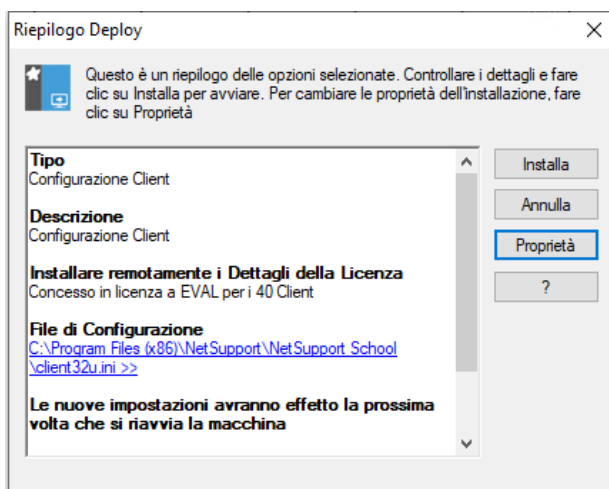 Riepilogo Deploy
Questo è un riepilogo delle opzioni selezionate. Controllare i dettagli e fare
clic su Installa per avviare. Per cambiare le proprietà dell'installazione, fare
clic su Proprietà
Tipo
Configurazione Client
Descrizione
Configurazione Client
Installare remotamente i Dettagli della Licenza
Concesso in licenza a EVAL per i 40 Client
File di Configurazione
C:\Program Files (x86)\NetSupport\NetSupport School
\client32u.ini >>
Le nuove impostazioni avranno effetto la prossima
volta che si riavvia la macchina
Installa
Annulla
Proprietà
?